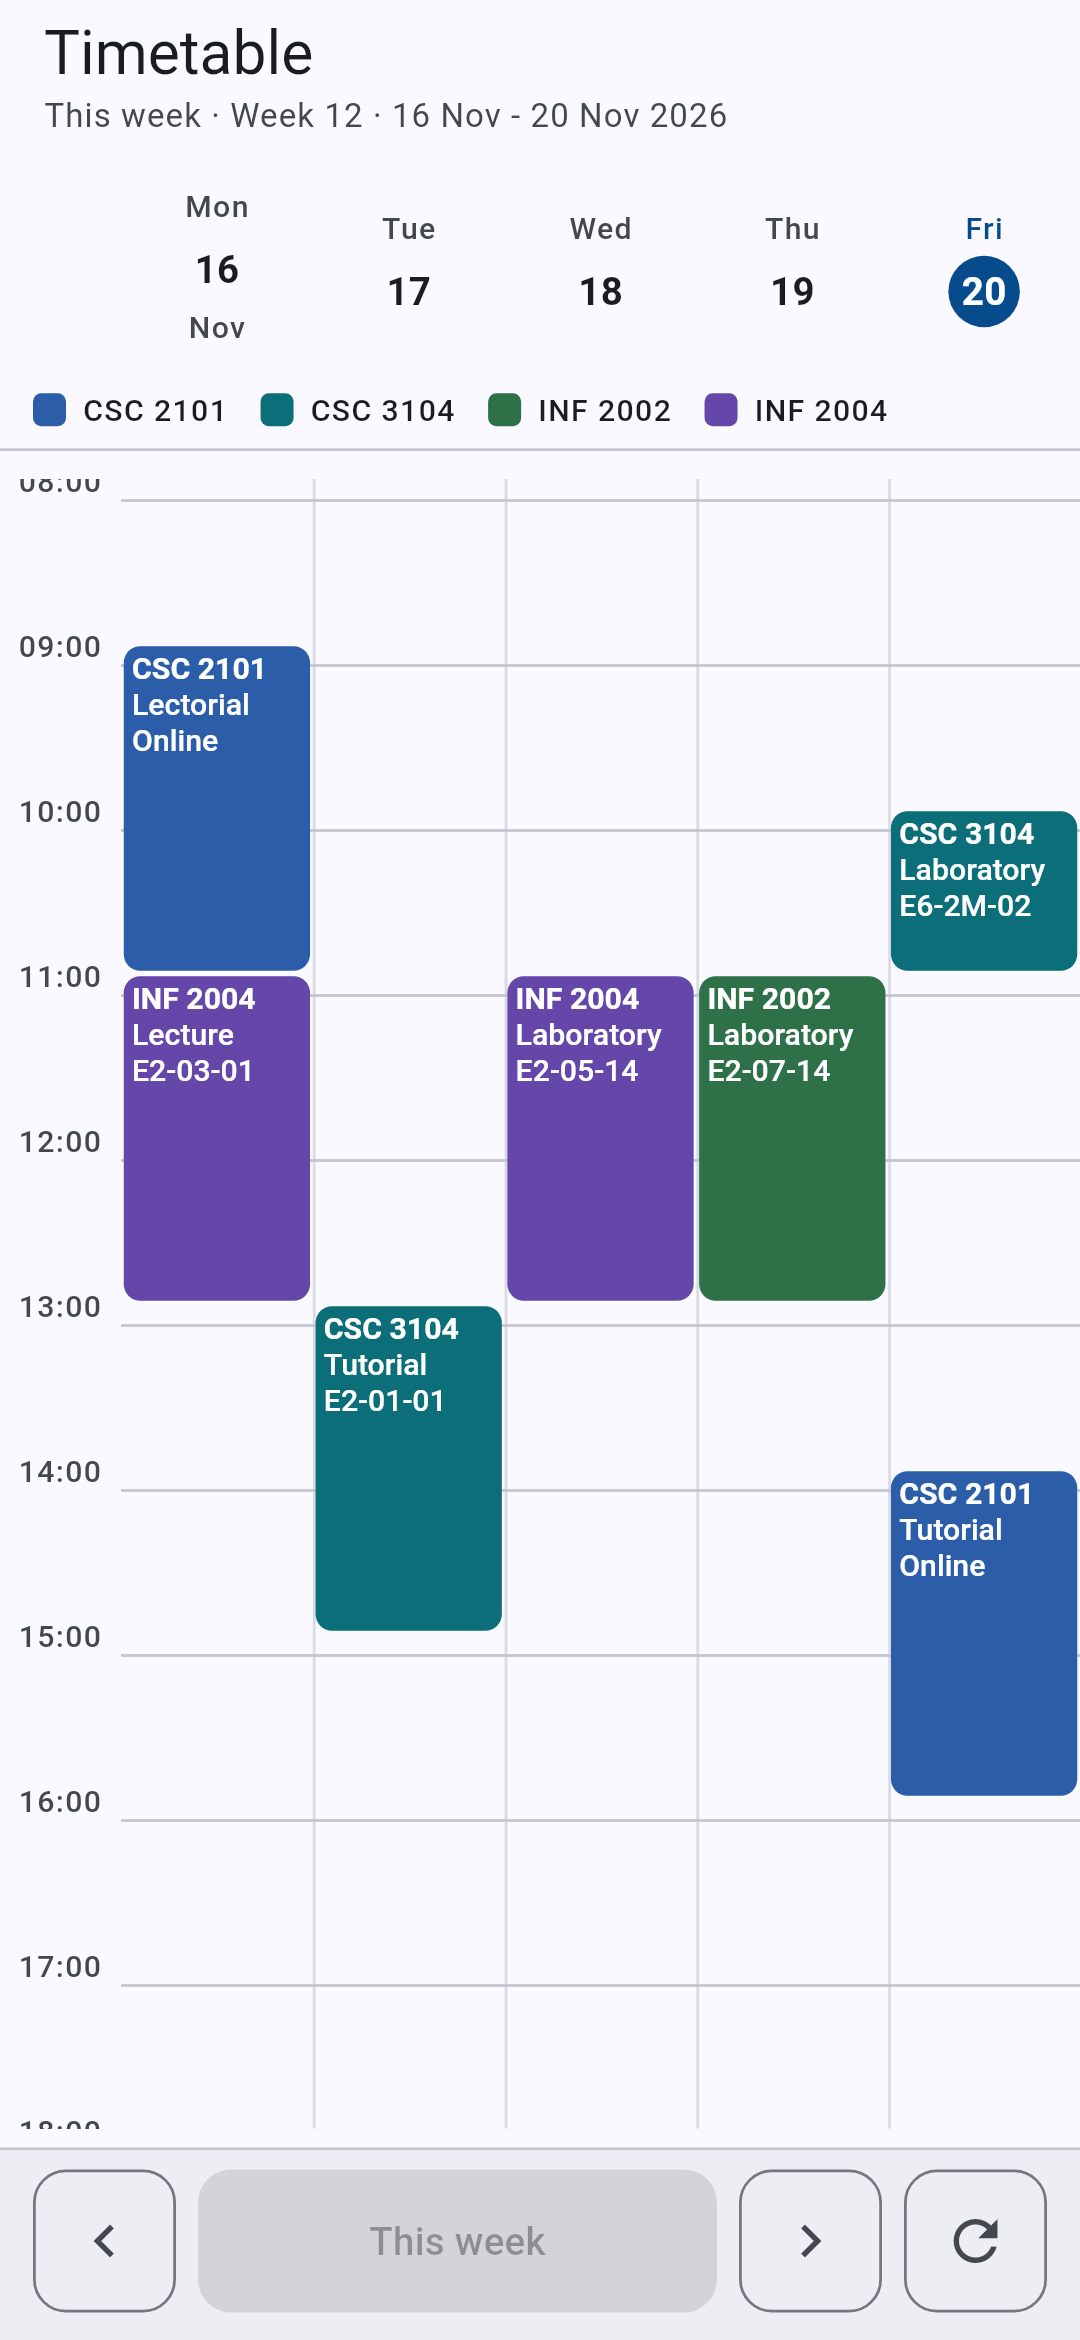 Timetable
This week · Week 12 · 16 Nov - 20 Nov 2026
Mon Tue Wed Thu Fri
16 17 18 19 20
Nov
CSC 2101 CSC 3104 INF 2002 INF 2004
08:00
09:00
CSC 2101
Lectorial
Online
10:00
CSC 3104
Laboratory
E6-2M-02
11:00
INF 2004
Lecture
E2-03-01
INF 2004
Laboratory
E2-05-14
INF 2002
Laboratory
E2-07-14
12:00
13:00
CSC 3104
Tutorial
E2-01-01
14:00
CSC 2101
Tutorial
Online
15:00
16:00
17:00
18:00
This week